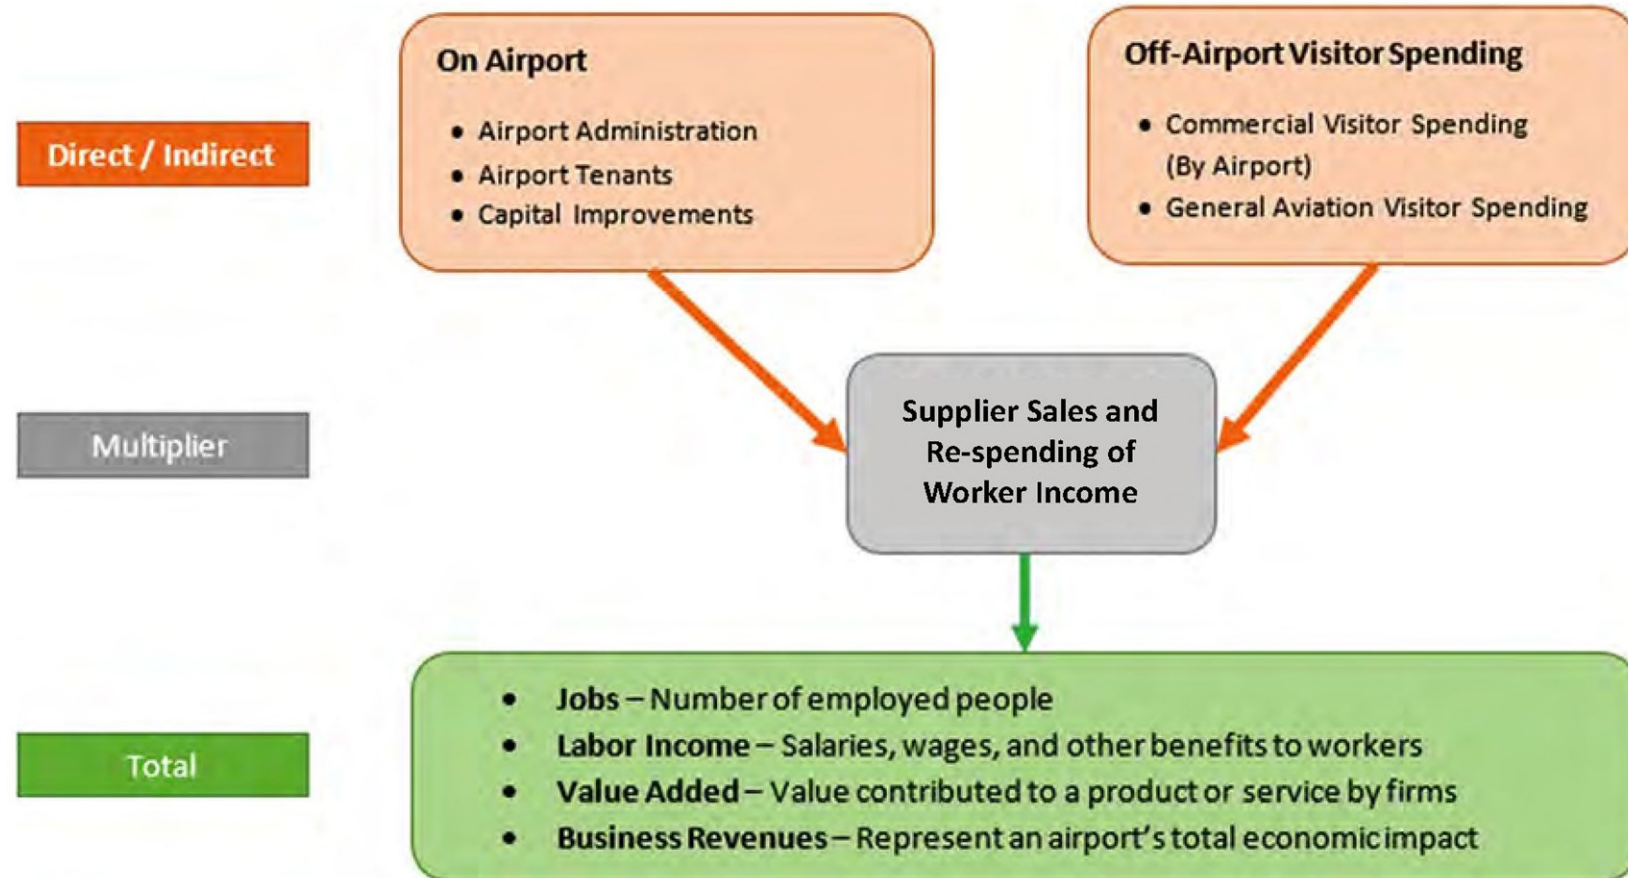 On Airport
• Airport Administration
• Airport Tenants
• Capital Improvements
Off-Airport Visitor Spending
• Commercial Visitor Spending
(By Airport)
• General Aviation Visitor Spending
Direct / Indirect
Supplier Sales and
Re-spending of
Worker Income
Multiplier
• Jobs – Number of employed people
• Labor Income – Salaries, wages, and other benefits to workers
• Value Added – Value contributed to a product or service by firms
• Business Revenues – Represent an airport's total economic impact
Total